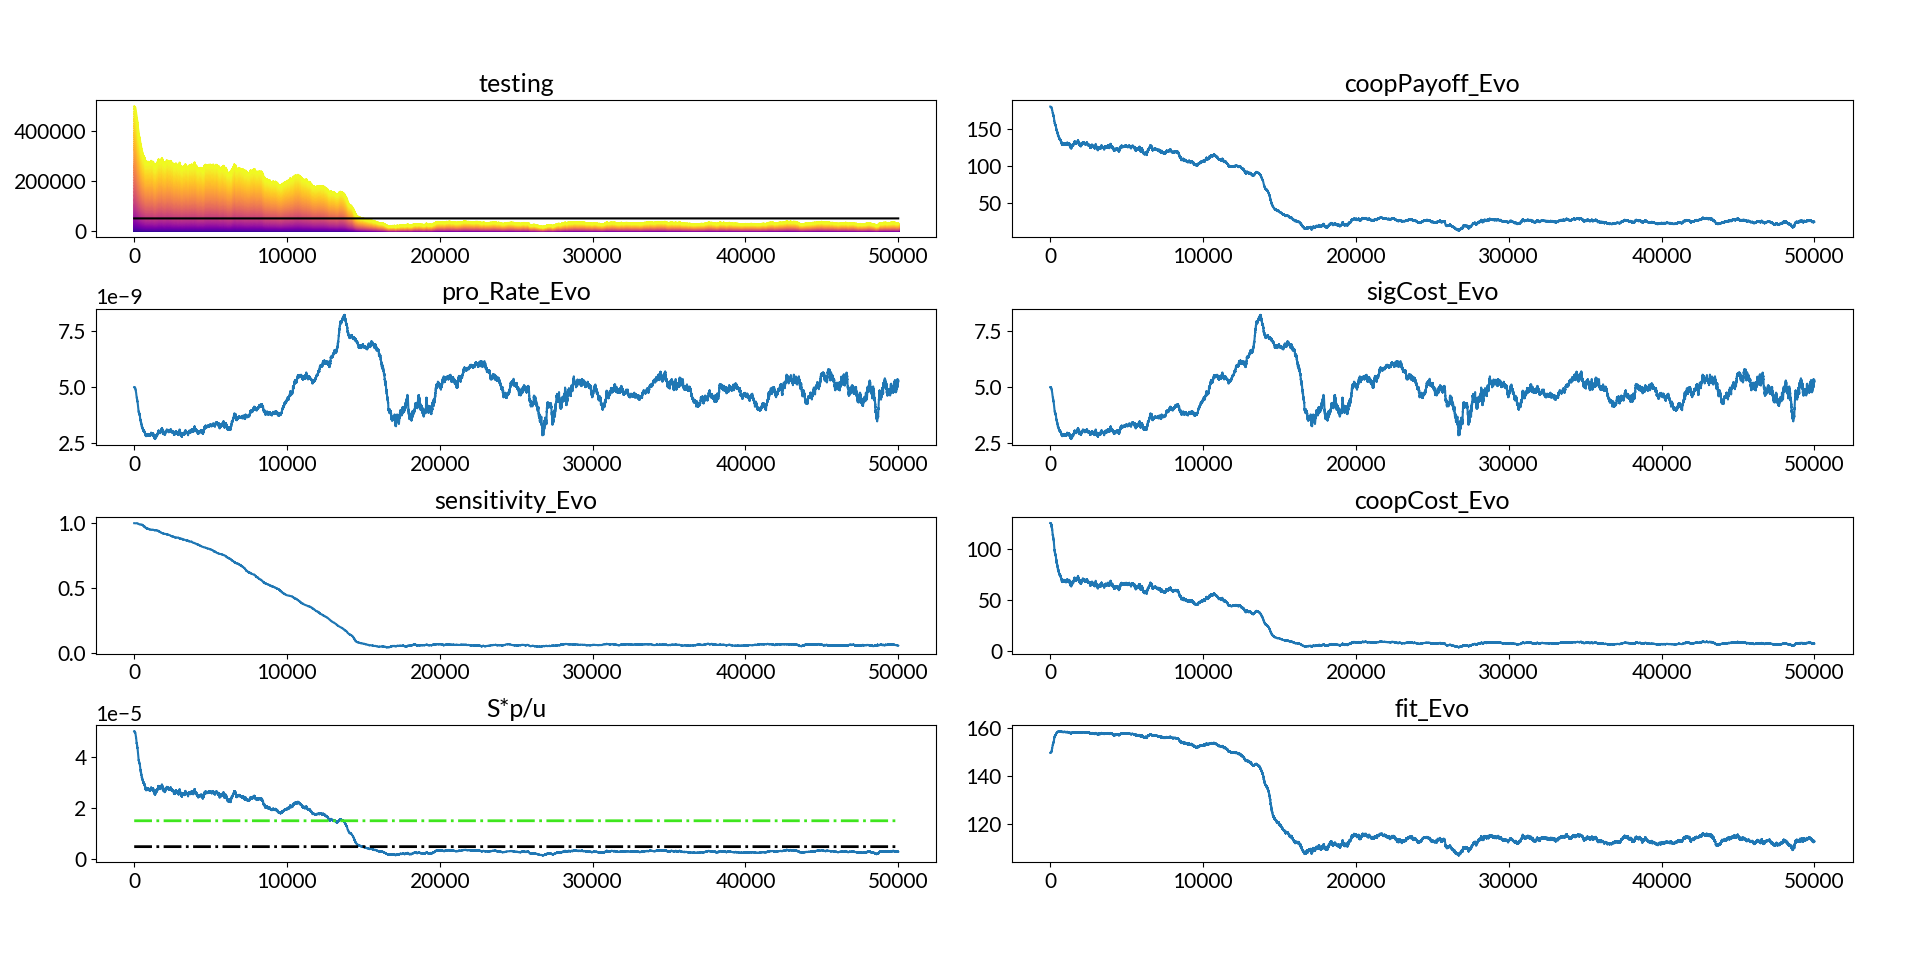 testing
400000
200000
0
0 10000 20000 30000 40000 50000
coopPayoff_Evo
150
100
50
0 10000 20000 30000 40000 50000
1e−9
pro_Rate_Evo
7.5
5.0
2.5
0 10000 20000 30000 40000 50000
sigCost_Evo
7.5
5.0
2.5
0 10000 20000 30000 40000 50000
sensitivity_Evo
1.0
0.5
0.0
0 10000 20000 30000 40000 50000
coopCost_Evo
100
50
0
0 10000 20000 30000 40000 50000
1e−5
S*p/u
4
2
0
0 10000 20000 30000 40000 50000
fit_Evo
160
140
120
0 10000 20000 30000 40000 50000